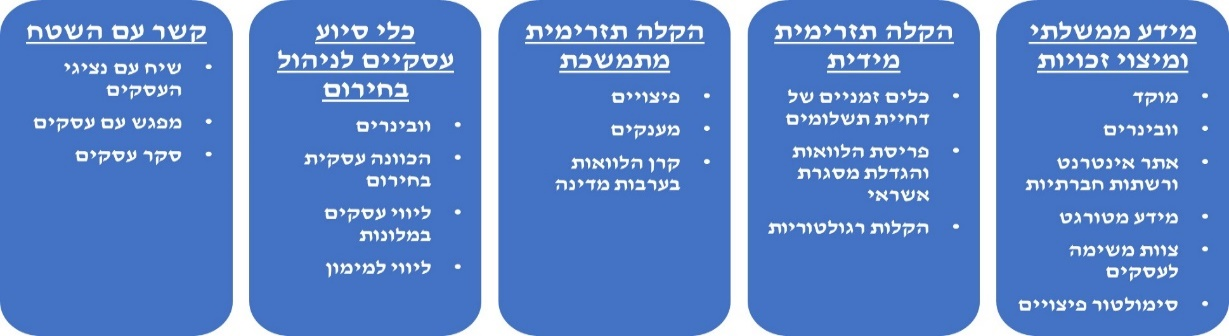 מידע ממשלתי
ומיצוי זכויות
• מוקד
• וובינרים
• אתר אינטרנט
ורשתות חברתיות
• מידע מטורגט
• צוות משימה
לעסקים
• סימולטור פיצויים
הקלה תזרימית
מידית
• כלים זמניים של
דחיית תשלומים
• פריסת הלוואות
והגדלת מסגרת
אשראי
• הקלות רגולטוריות
הקלה תזרימית
מתמשכת
• פיצויים
• מענקים
• קרן הלוואות
בערבות מדינה
כלי סיוע
עסקיים לניהול
בחירום
• וובינרים
• הכוונה עסקית
בחירום
• ליווי עסקים
במלונות
• ליווי למימון
קשר עם השטח
• שיח עם נציגי
העסקים
• מפגש עם עסקים
• סקר עסקים